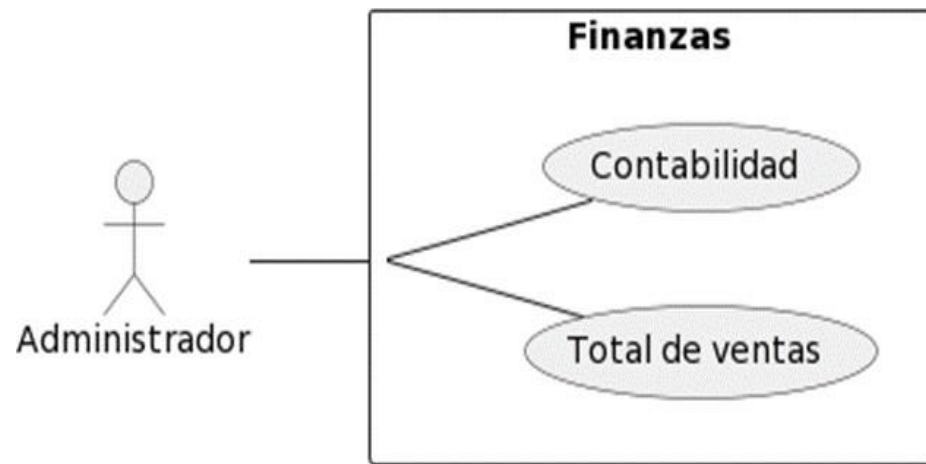 Finanzas
Contabilidad
Administrador
Total de ventas